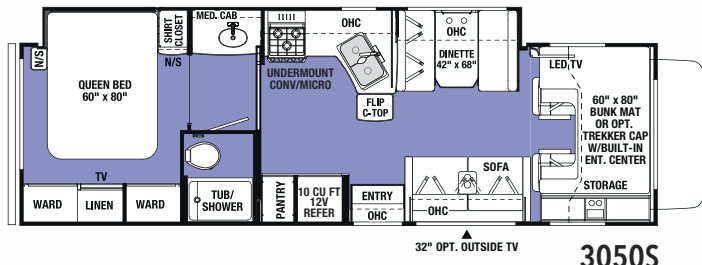 MED. CAB
SHIRT
CLOSET
N/S
N/S
QUEEN BED
60" x 80"
TV
WARD
LINEN
WARD
TUB/
SHOWER
OHC
UNDERMOUNT
CONV/MICRO
FLIP
C-TOP
OHC
DINETTE
42" x 68"
LED TV
60" x 80"
BUNK MAT
OR OPT.
TREKKER CAP
W/BUILT-IN
ENT. CENTER
STORAGE
PANTRY
10 CU FT
12V
REFER
ENTRY
OHC
SOFA
OHC
32" OPT. OUTSIDE TV
3050S